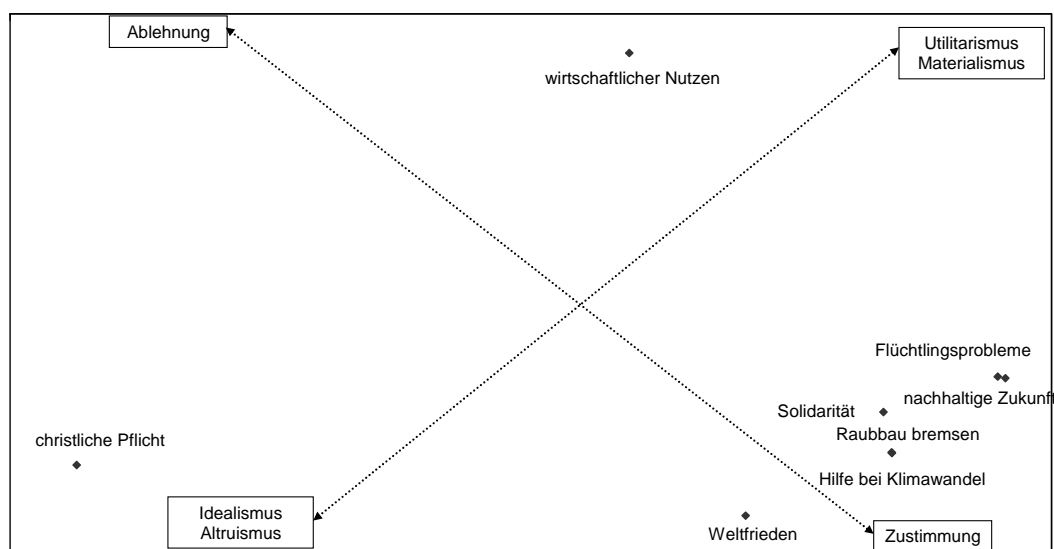 Ablehnung
Utilitarismus
Materialismus
wirtschaftlicher Nutzen
Flüchtlingsprobleme
nachhaltige Zukunft
Solidarität
Raubbau bremsen
christliche Pflicht
Hilfe bei Klimawandel
Idealismus
Altruismus
Weltfrieden
Zustimmung